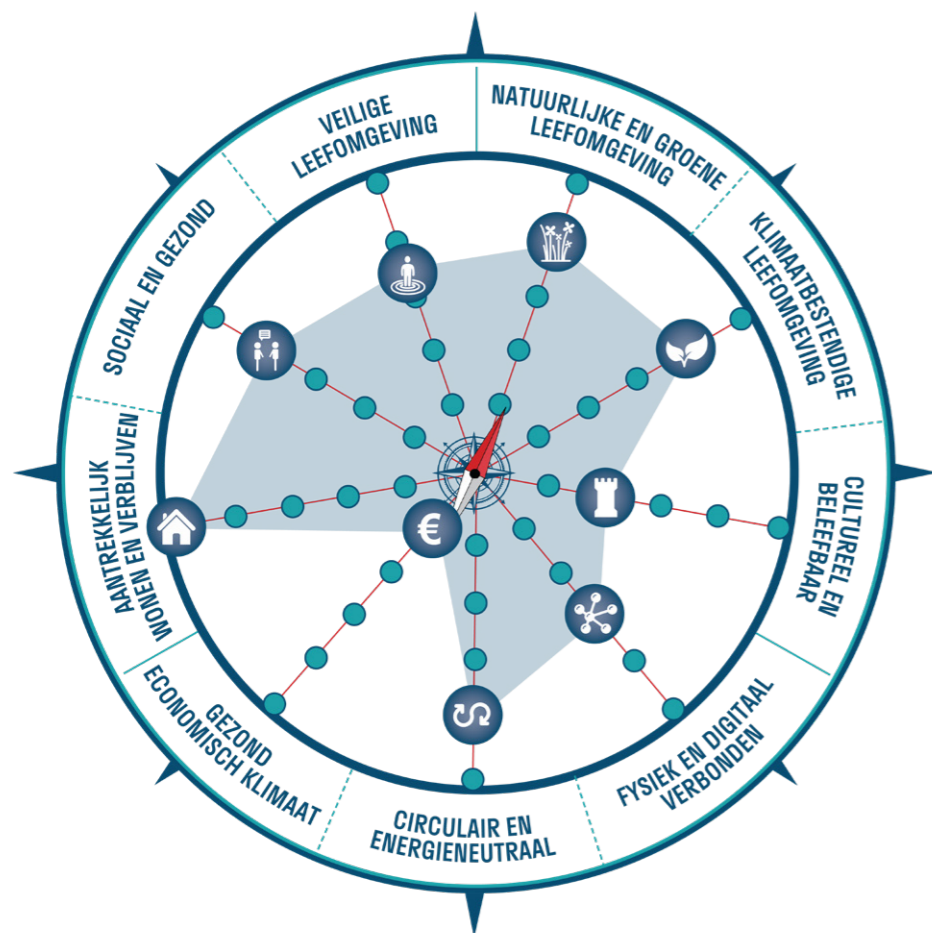 NATUURLIJKE EN GROENE
LEEFOMGEVING
KLIMAATBESTENDIGE
LEEFOMGEVING
CULTUREEL EN
BELEEFBAAR
FYSIEK EN DIGITAAL
VERBONDEN
CIRCULAIR EN
ENERGIENEUTRAAL
GEZOND
ECONOMISCH KLIMAAT
AANTREKKELIJK
WONEN EN VERBLIJVEN
SOCIAAL EN GEZOND
VEILIGE
LEEFOMGEVING
€